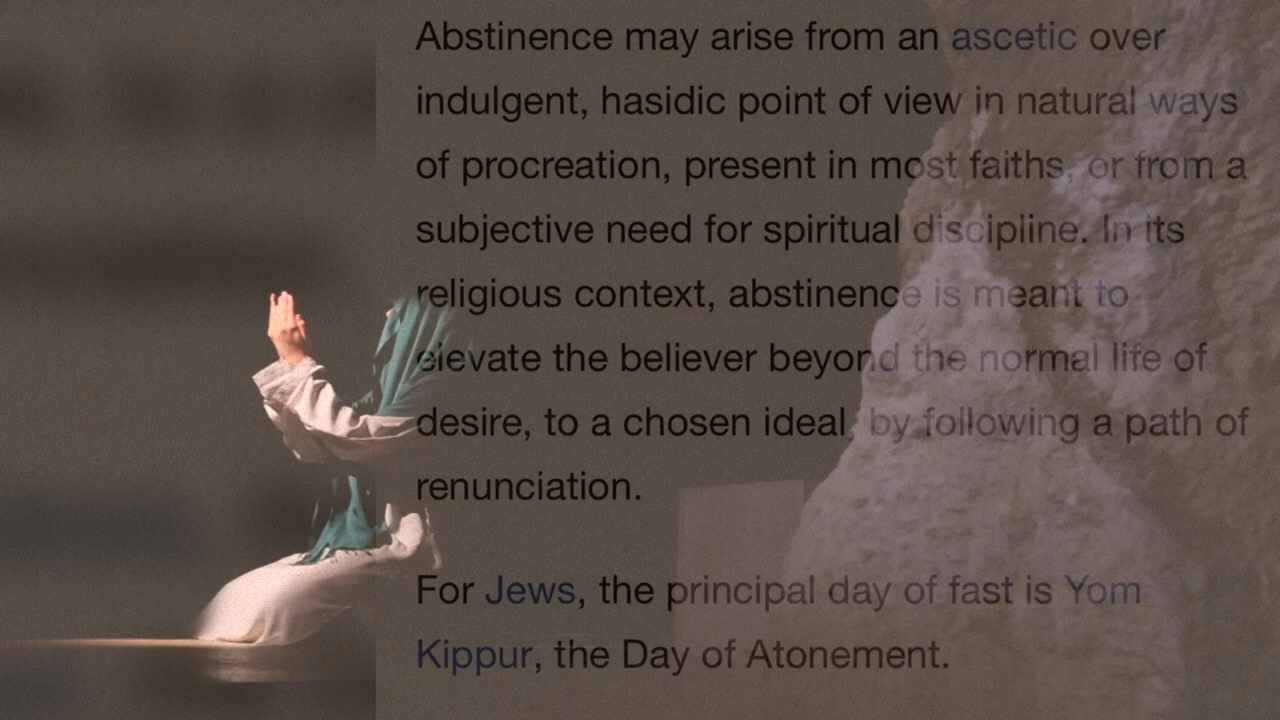 Abstinence may arise from an ascetic over
indulgent, hasidic point of view in natural ways
of procreation, present in most faiths, or from a
subjective need for spiritual discipline. In its
religious context, abstinence is meant to
elevate the believer beyond the normal life of
desire, to a chosen ideal, by following a path of
renunciation.
For Jews, the principal day of fast is Yom
Kippur, the Day of Atonement.